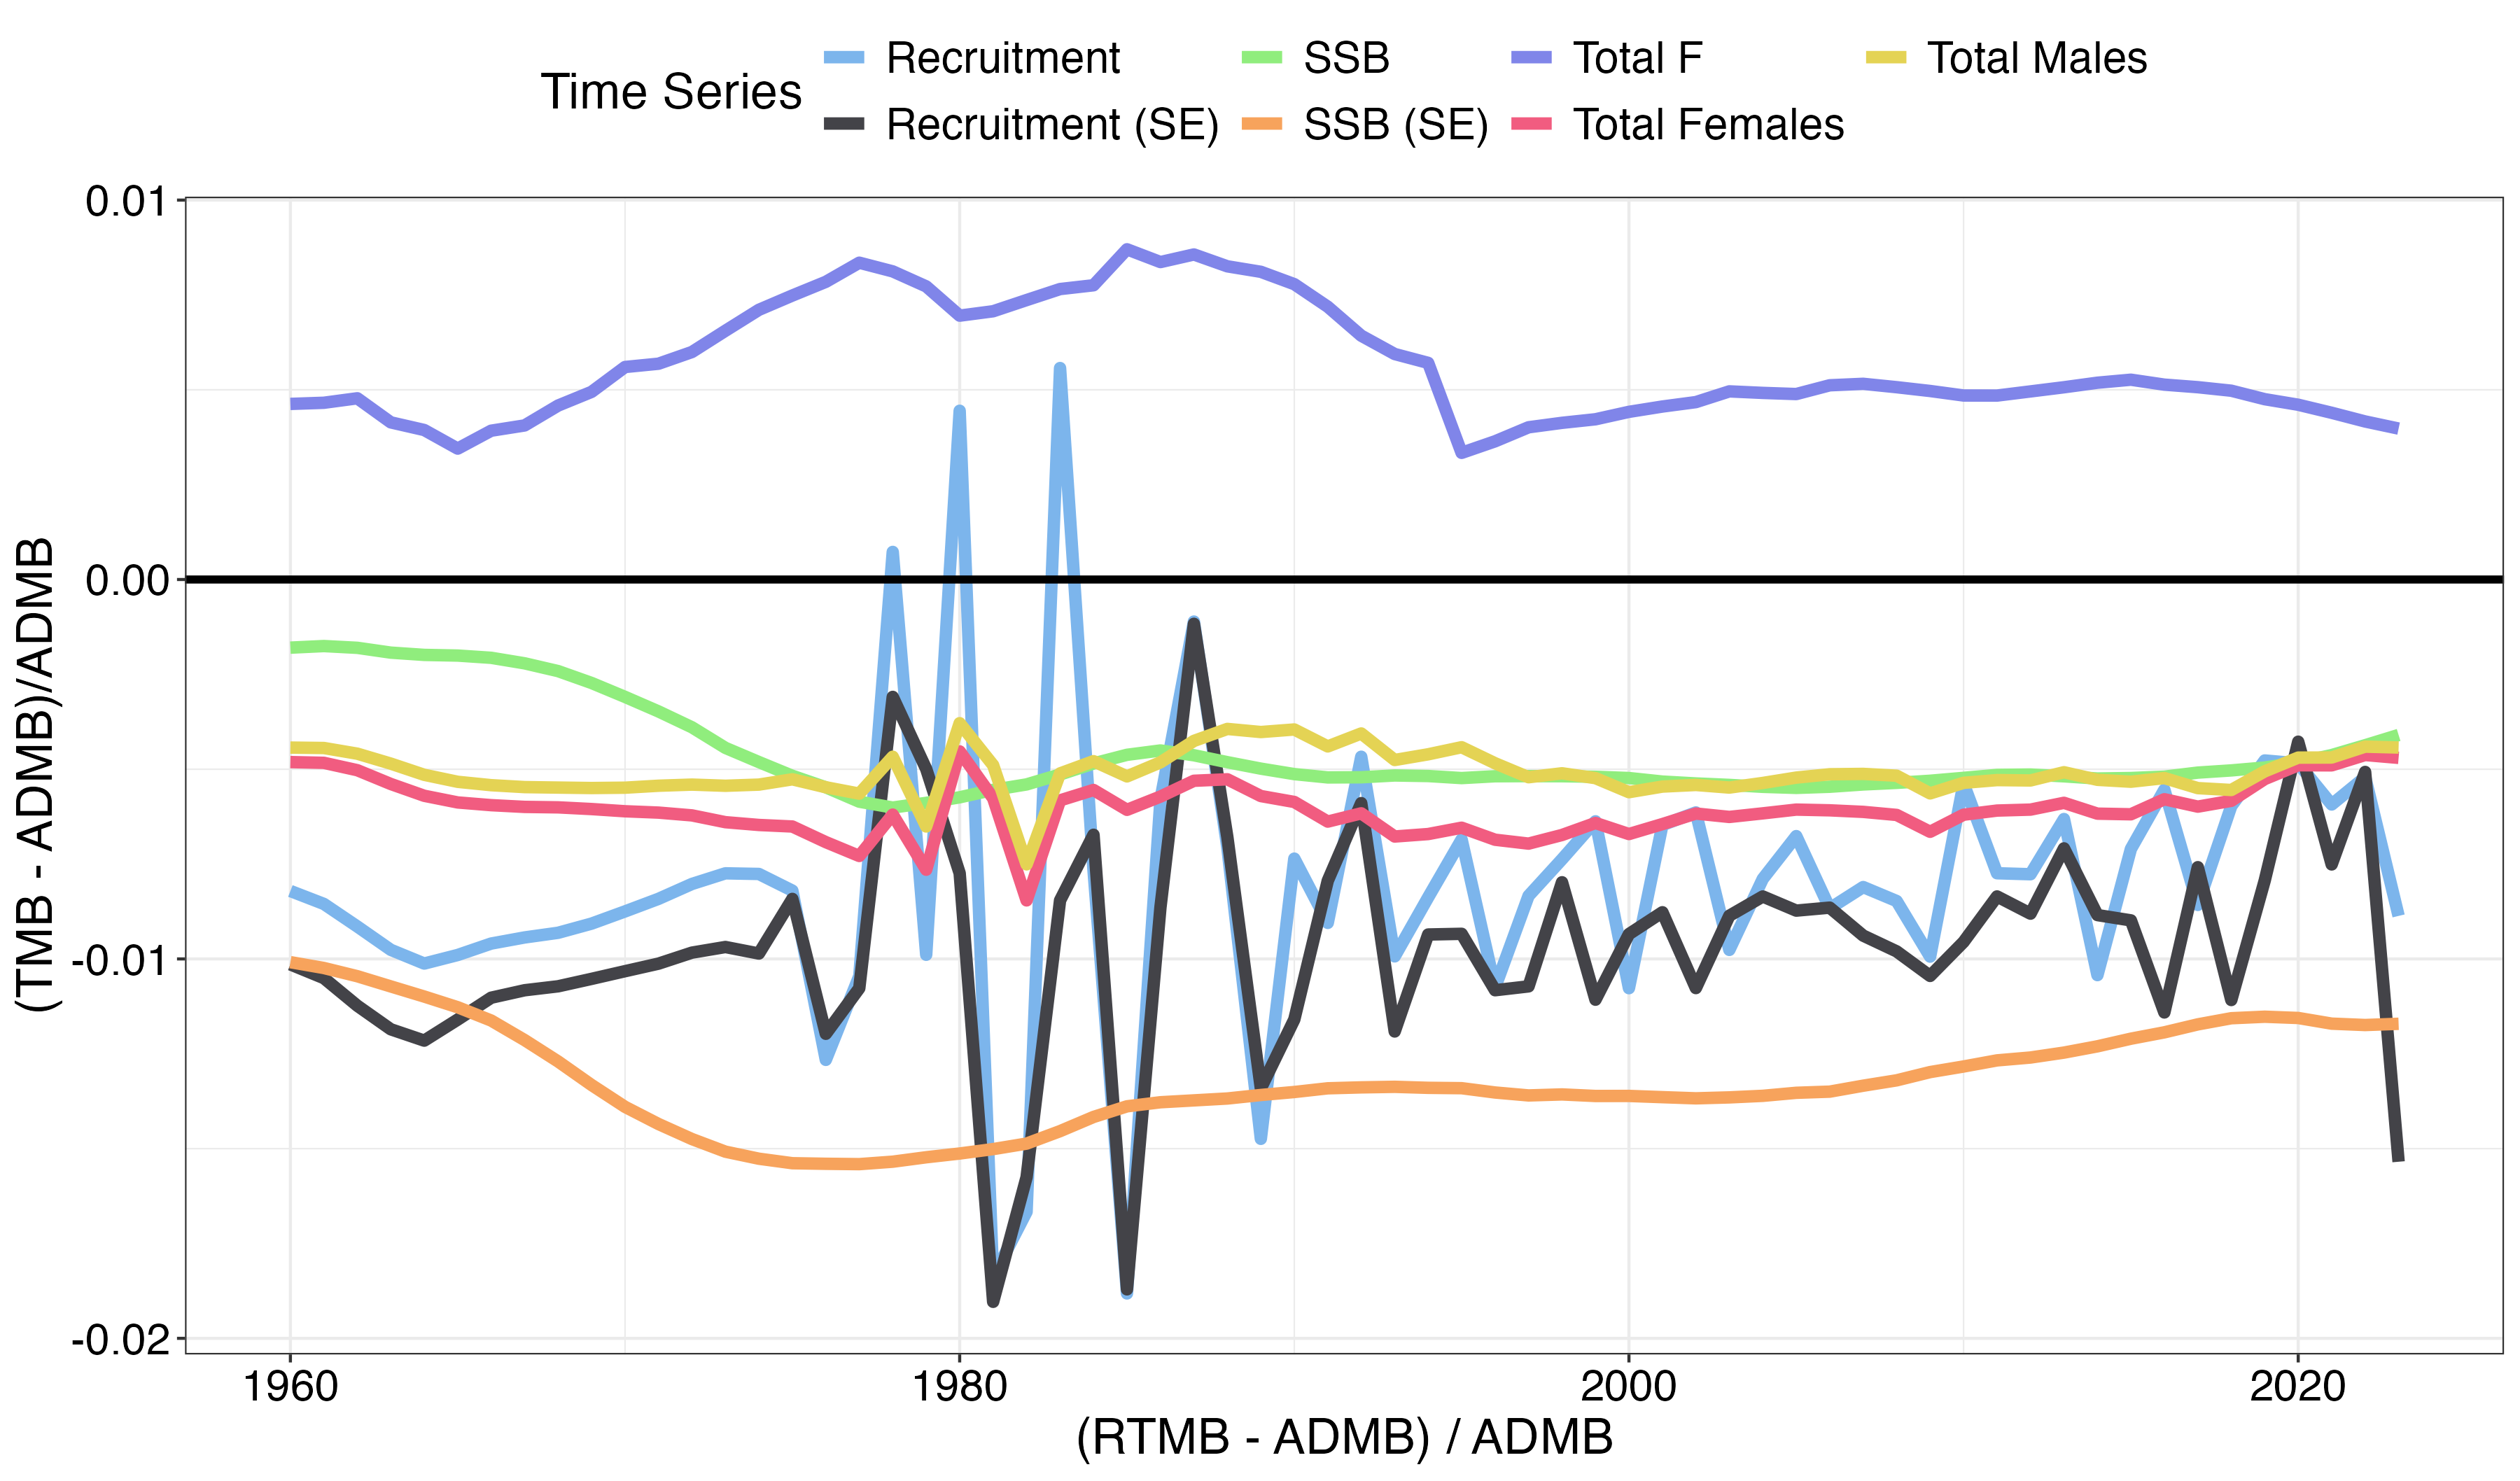 Time Series
Recruitment
SSB
Total F
Total Males
Recruitment (SE)
SSB (SE)
Total Females
(TMB - ADMB)/ADMB
0.01
0.00
-0.01
-0.02
1960
1980
2000
2020
(RTMB - ADMB) / ADMB